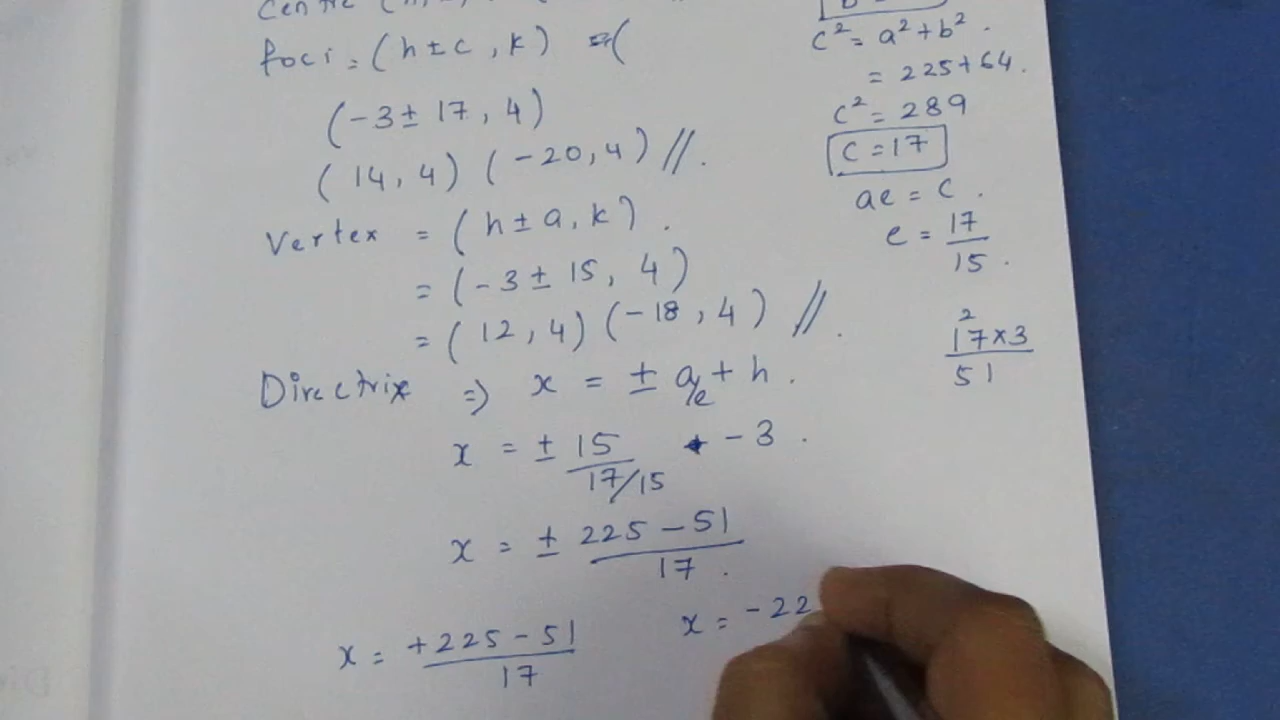 Centre (h,
foci = (h ± c, k) = (
(-3 ± 17, 4)
(14, 4) (-20, 4) //.
Vertex = (h ± a, k).
= (-3 ± 15, 4)
= (12, 4) (-18, 4) //.
Directrix => x = ± a/e + h.
x = ± 15/(17/15) + - 3.
x = ± 225 - 51 / 17.
x = +225 - 51 / 17
x = -22
c² = a² + b².
= 225 + 64.
c² = 289
c = 17
ae = c.
e = 17/15.
2
17 × 3
51